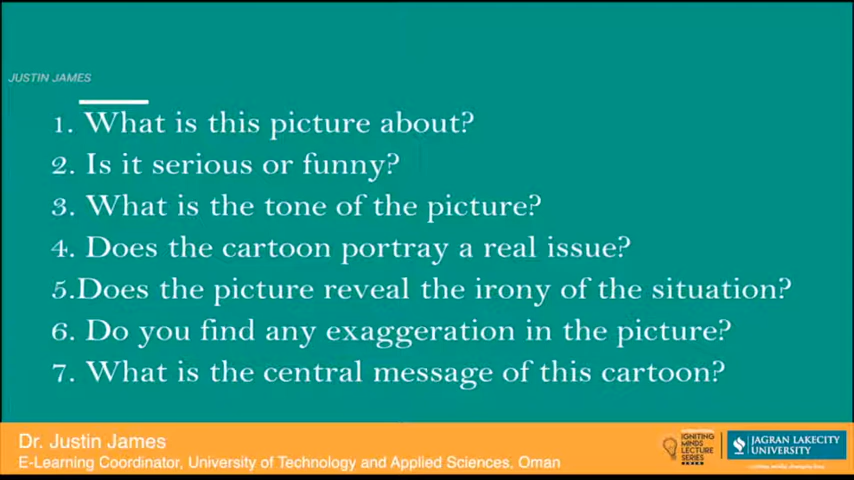 JUSTIN JAMES
1. What is this picture about?
2. Is it serious or funny?
3. What is the tone of the picture?
4. Does the cartoon portray a real issue?
5.Does the picture reveal the irony of the situation?
6. Do you find any exaggeration in the picture?
7. What is the central message of this cartoon?
Dr. Justin James
E-Learning Coordinator, University of Technology and Applied Sciences, Oman
IGNITING
MINDS
LECTURE
SERIES
JAGRAN LAKECITY
UNIVERSITY